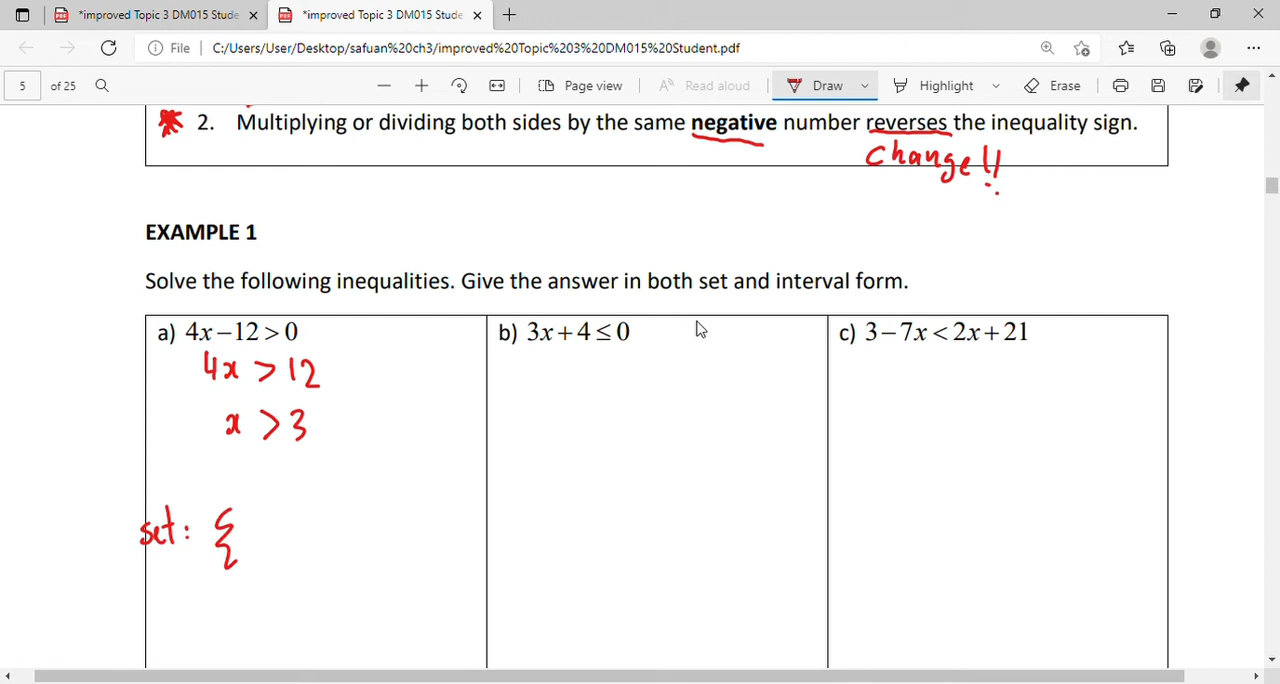 *improved Topic 3 DM015 Stude
*improved Topic 3 DM015 Stude
File C:/Users/User/Desktop/safuan%20ch3/improved%20Topic%203%20DM015%20Student.pdf
5 of 25 Page view Read aloud Draw Highlight Erase
2. Multiplying or dividing both sides by the same negative number reverses the inequality sign.
Change!!
EXAMPLE 1
Solve the following inequalities. Give the answer in both set and interval form.
a) 4x−12>0
4x > 12
x > 3
set: {
b) 3x+4≤0
c) 3−7x<2x+21